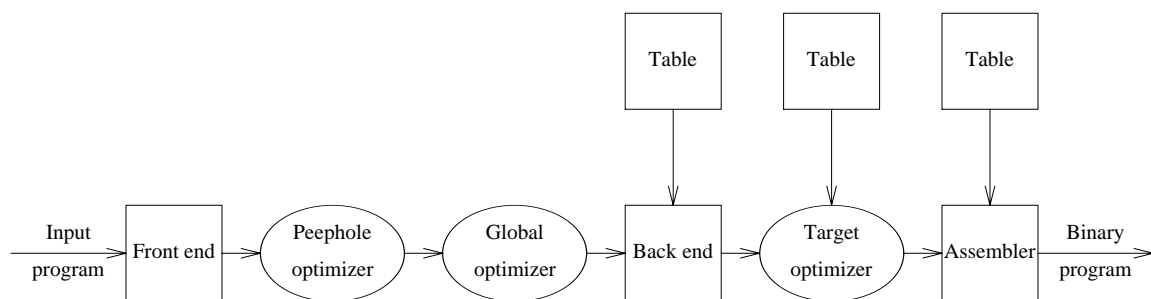 Table
Table
Table
Input
program
Front end
Peephole
optimizer
Global
optimizer
Back end
Target
optimizer
Assembler
Binary
program